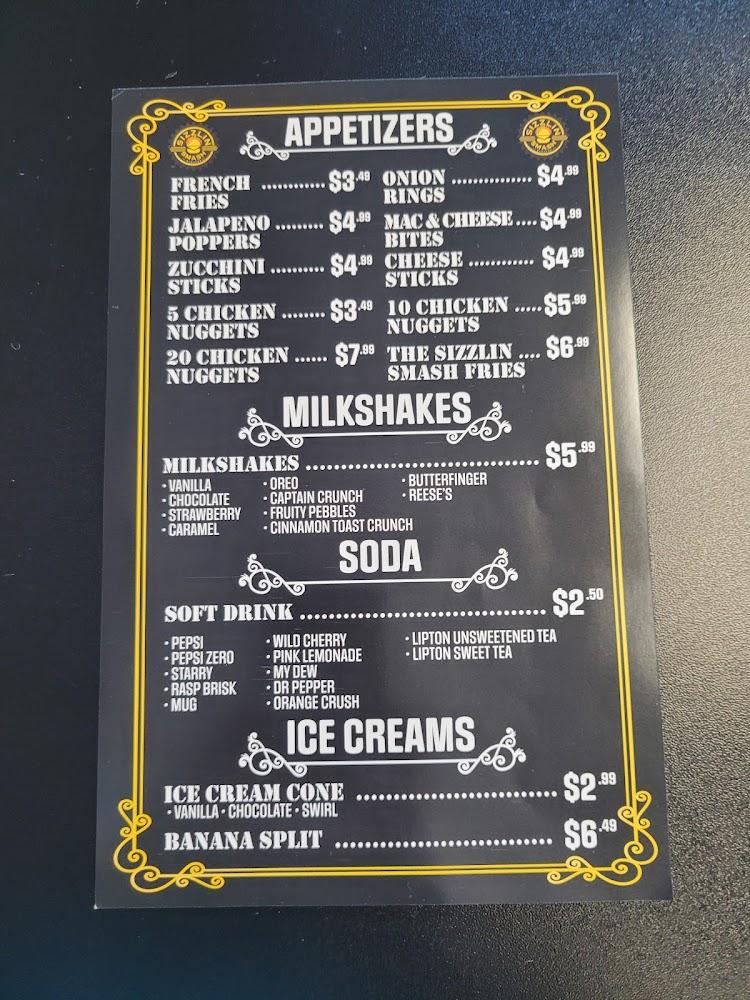 SIZZLIN
SMASH
APPETIZERS
SIZZLIN
SMASH
FRENCH FRIES ............ $3.49
ONION RINGS ............... $4.99
JALAPENO POPPERS ......... $4.99
MAC & CHEESE BITES .... $4.99
ZUCCHINI STICKS .......... $4.99
CHEESE STICKS ............ $4.99
5 CHICKEN NUGGETS ........ $3.49
10 CHICKEN NUGGETS ..... $5.99
20 CHICKEN NUGGETS ...... $7.99
THE SIZZLIN SMASH FRIES .... $6.99
MILKSHAKES
MILKSHAKES ........................................ $5.99
• VANILLA
• CHOCOLATE
• STRAWBERRY
• CARAMEL
• OREO
• CAPTAIN CRUNCH
• FRUITY PEBBLES
• CINNAMON TOAST CRUNCH
• BUTTERFINGER
• REESE'S
SODA
SOFT DRINK .......................................... $2.50
• PEPSI
• PEPSI ZERO
• STARRY
• RASP BRISK
• MUG
• WILD CHERRY
• PINK LEMONADE
• MY DEW
• DR PEPPER
• ORANGE CRUSH
• LIPTON UNSWEETENED TEA
• LIPTON SWEET TEA
ICE CREAMS
ICE CREAM CONE .................................. $2.99
• VANILLA • CHOCOLATE • SWIRL
BANANA SPLIT ..................................... $6.49